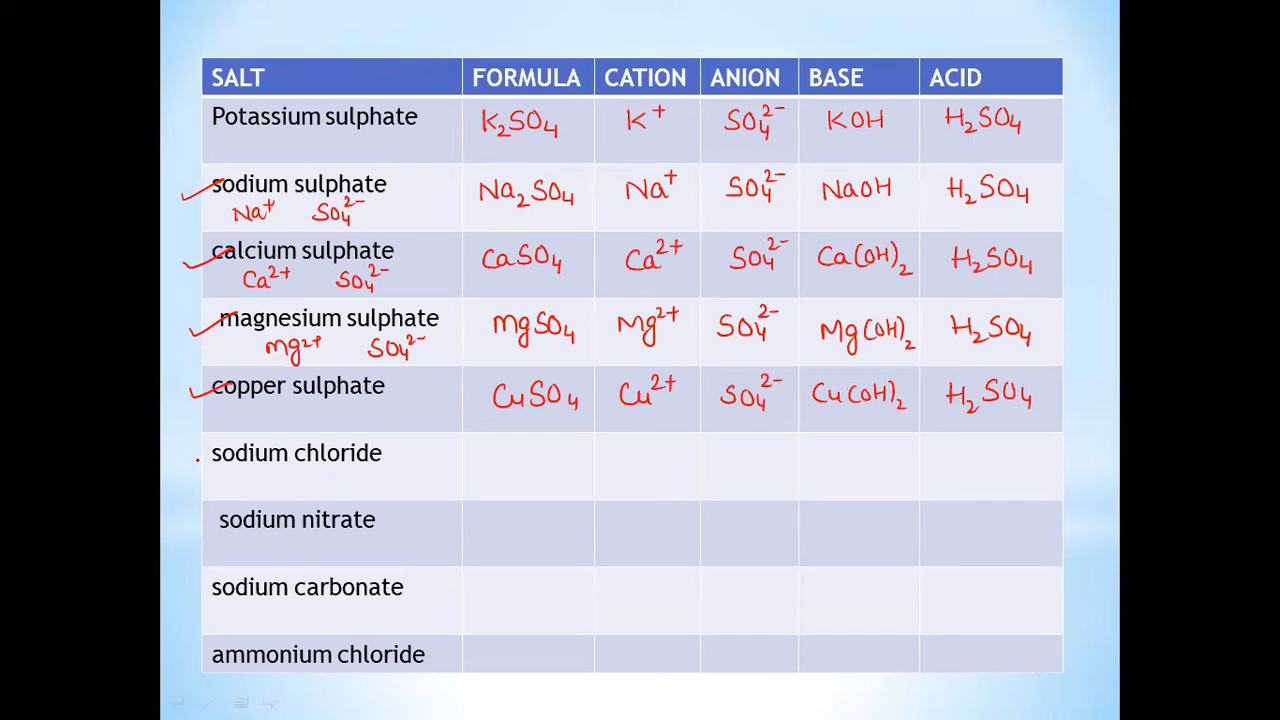 SALT FORMULA CATION ANION BASE ACID
Potassium sulphate K₂SO₄ K⁺ SO₄²⁻ KOH H₂SO₄
sodium sulphate Na₂SO₄ Na⁺ SO₄²⁻ NaOH H₂SO₄
Na⁺ SO₄²⁻
calcium sulphate CaSO₄ Ca²⁺ SO₄²⁻ Ca(OH)₂ H₂SO₄
Ca²⁺ SO₄²⁻
magnesium sulphate MgSO₄ Mg²⁺ SO₄²⁻ Mg(OH)₂ H₂SO₄
Mg²⁺ SO₄²⁻
copper sulphate CuSO₄ Cu²⁺ SO₄²⁻ Cu(OH)₂ H₂SO₄
sodium chloride
sodium nitrate
sodium carbonate
ammonium chloride